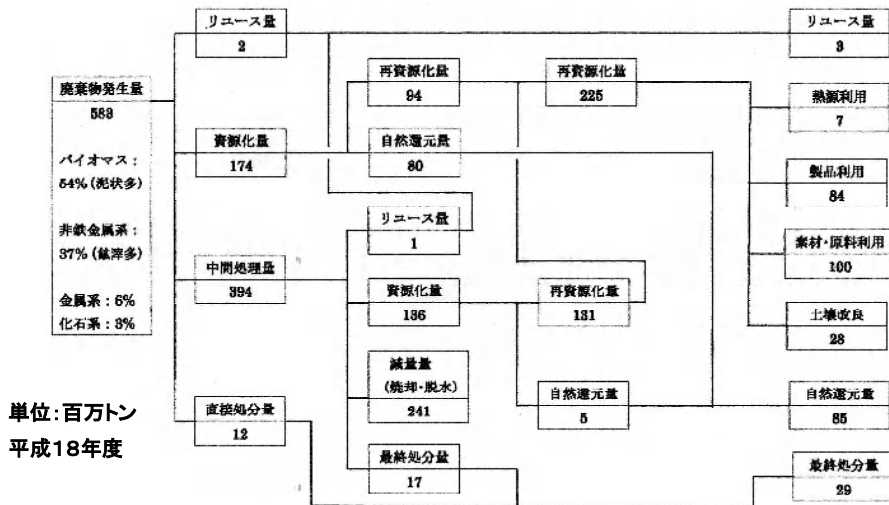 廃棄物発生量
583
バイオマス：
54% (泥状多)
非鉄金属系：
37% (鉱滓多)
金属系：6%
化石系：3%
リユース量
2
資源化量
174
中間処理量
394
直接処分量
12
再資源化量
94
自然還元量
80
リユース量
1
資源化量
136
減量量
(焼却・脱水)
241
最終処分量
17
再資源化量
225
再資源化量
131
自然還元量
5
リユース量
3
熱源利用
7
製品利用
84
素材・原料利用
100
土壌改良
28
自然還元量
85
最終処分量
29
単位：百万トン
平成18年度